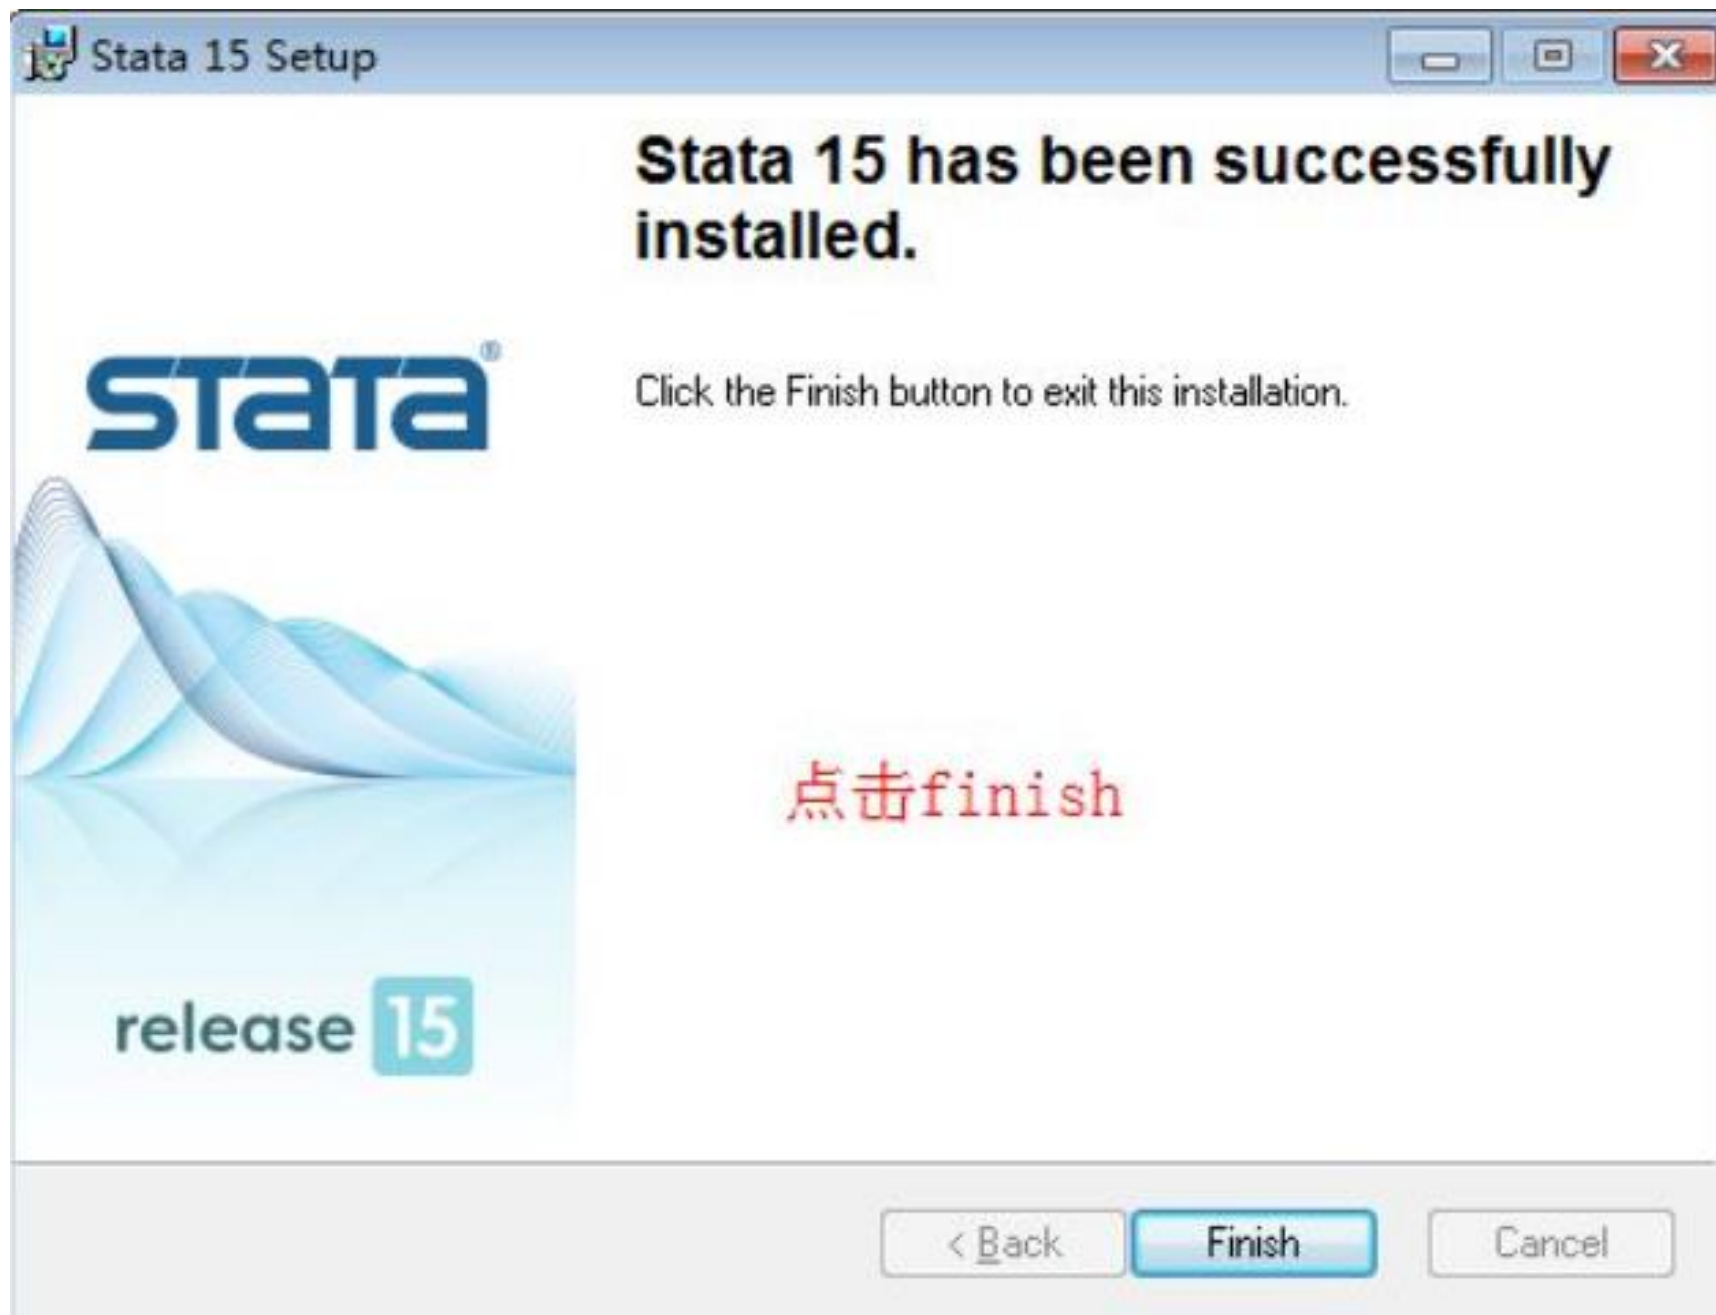 Stata 15 Setup
Stata 15 has been successfully
installed.
stata®
Click the Finish button to exit this installation.
点击finish
release 15
< Back
Finish
Cancel